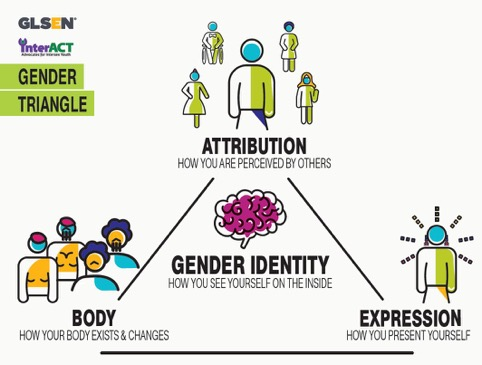 GLSEN®
interACT
Advocates for Intersex Youth
GENDER
TRIANGLE
ATTRIBUTION
HOW YOU ARE PERCEIVED BY OTHERS
GENDER IDENTITY
HOW YOU SEE YOURSELF ON THE INSIDE
BODY
HOW YOUR BODY EXISTS & CHANGES
EXPRESSION
HOW YOU PRESENT YOURSELF